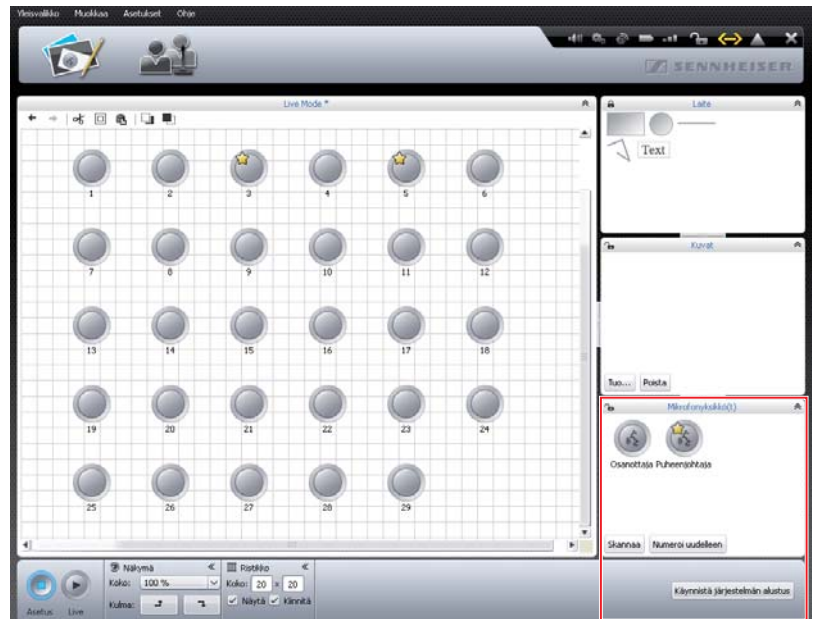 Yleisvalikko Muokkaa Asetukset Ohje
SENNHEISER
Live Mode *
Laite
Text
1 2 3 4 5 6
7 8 9 10 11 12
Kuvat
13 14 15 16 17 18
Tuo... Poista
19 20 21 22 23 24
Mikrofonyksikkö(t)
Osanottaja Puheenjohtaja
25 26 27 28 29
Skannaa Numeroi uudelleen
Näkymä Ristikko
Koko: 100 % Koko: 20 x 20
Kulma: Näytä Kiinnitä
Asetus Live
Käynnistä järjestelmän alustus